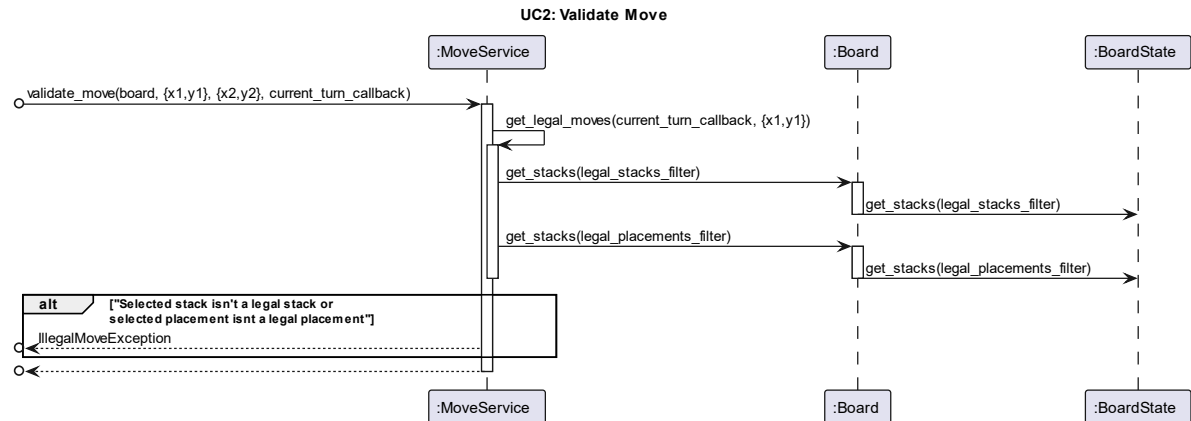 UC2: Validate Move
:MoveService
:Board
:BoardState
validate_move(board, {x1,y1}, {x2,y2}, current_turn_callback)
get_legal_moves(current_turn_callback, {x1,y1})
get_stacks(legal_stacks_filter)
get_stacks(legal_stacks_filter)
get_stacks(legal_placements_filter)
get_stacks(legal_placements_filter)
alt
["Selected stack isn't a legal stack or
selected placement isnt a legal placement"]
IllegalMoveException
:MoveService
:Board
:BoardState